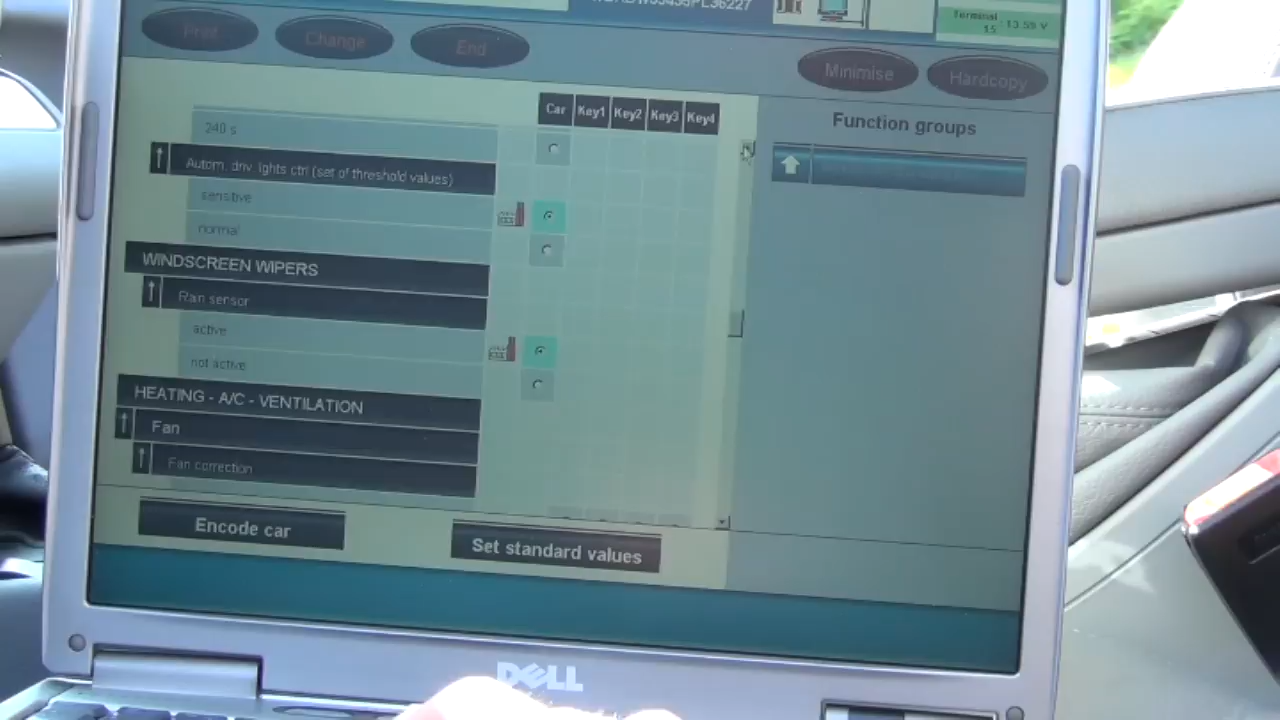 Terminal
15: 13.59 V
Print
Change
End
Minimise
Hardcopy
Car Key1 Key2 Key3 Key4
Function groups
240 s
Autom. driv. lghts ctrl (set of threshold values)
sensitive
normal
WINDSCREEN WIPERS
Rain sensor
active
not active
HEATING - A/C - VENTILATION
Fan
Fan correction
Encode car
Set standard values
DELL